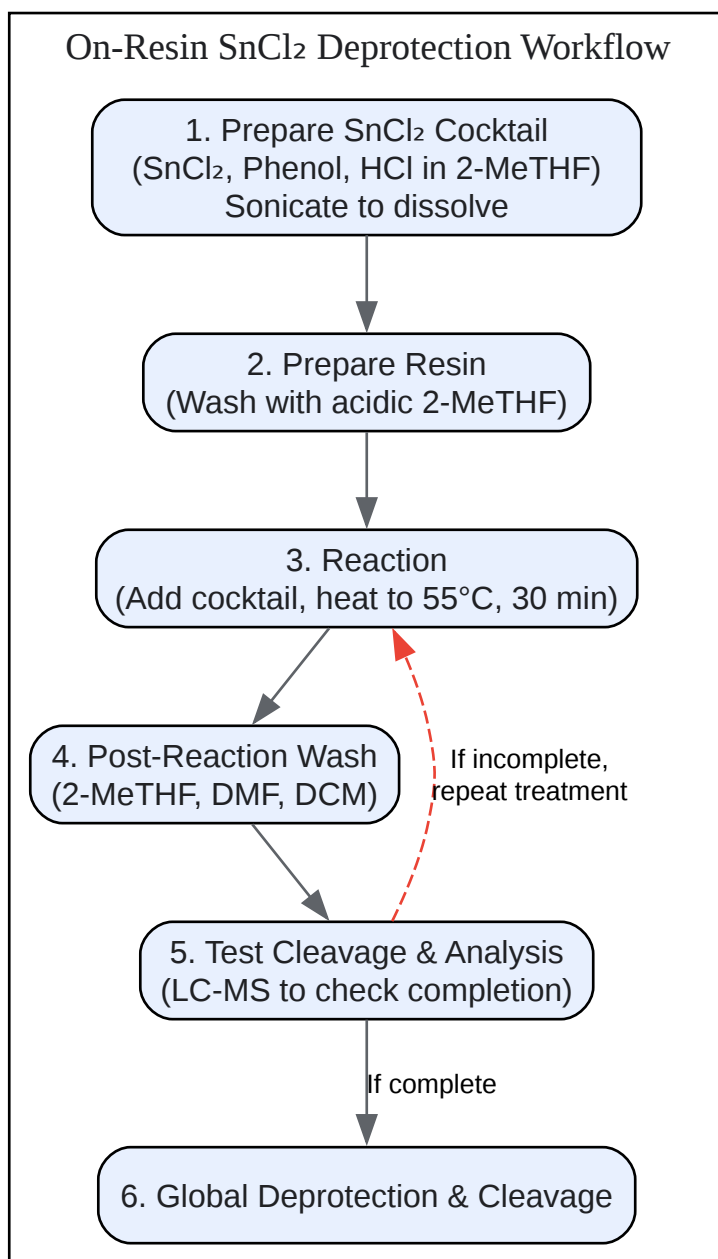 On-Resin SnCl₂ Deprotection Workflow
1. Prepare SnCl₂ Cocktail
(SnCl₂, Phenol, HCl in 2-MeTHF)
Sonicate to dissolve
2. Prepare Resin
(Wash with acidic 2-MeTHF)
3. Reaction
(Add cocktail, heat to 55°C, 30 min)
4. Post-Reaction Wash
(2-MeTHF, DMF, DCM)
If incomplete,
repeat treatment
5. Test Cleavage & Analysis
(LC-MS to check completion)
If complete
6. Global Deprotection & Cleavage